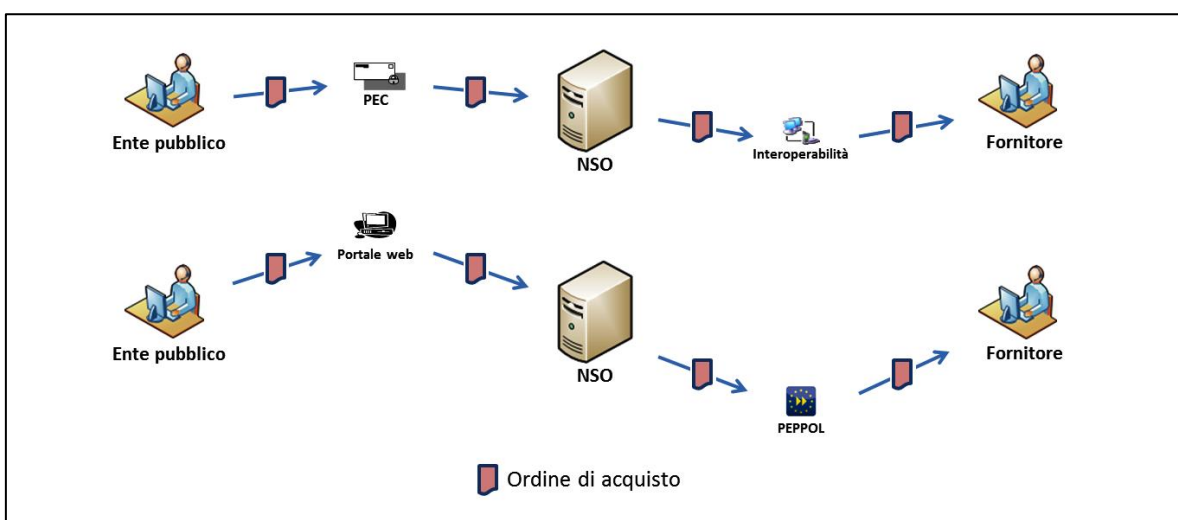 PEC
Ente pubblico
NSO
Interoperabilità
Fornitore
Portale web
Ente pubblico
NSO
PEPPOL
Fornitore
Ordine di acquisto